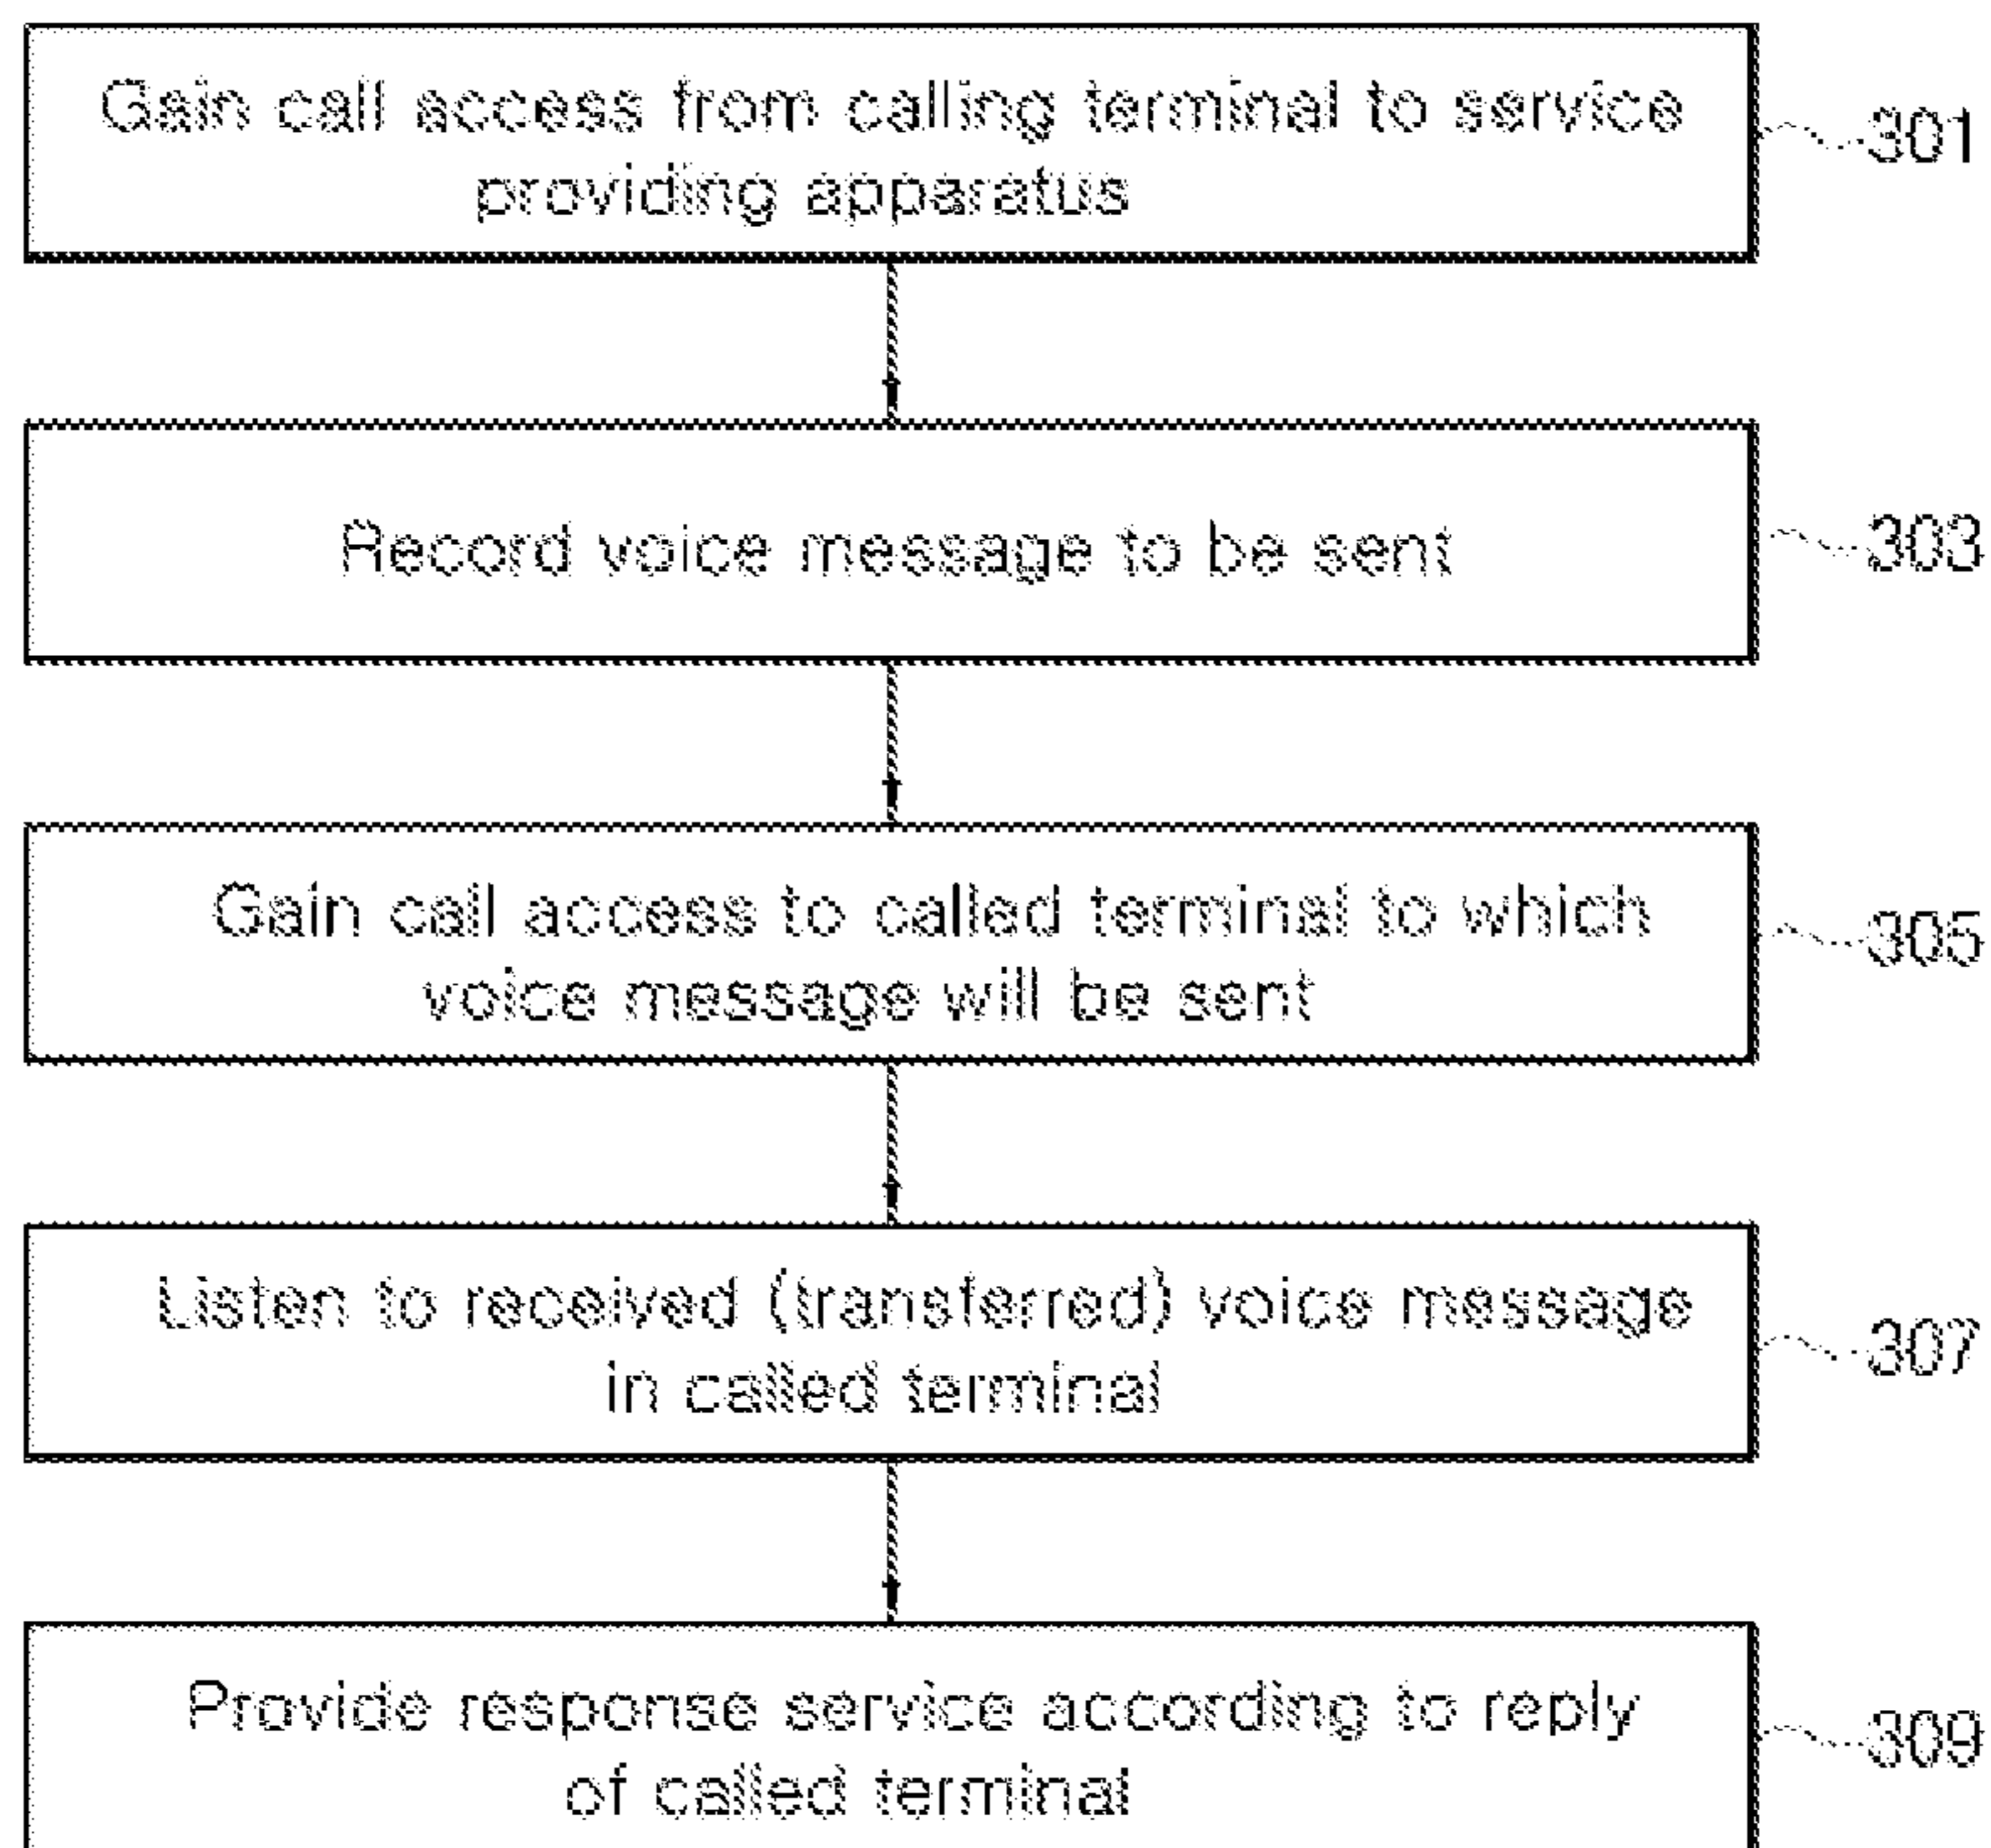 Gain call access from calling terminal to service
providing apparatus
301
Record voice message to be sent
303
Gain call access to called terminal to which
voice message will be sent
305
Listen to received (transferred) voice message
in called terminal
307
Provide response service according to reply
of called terminal
309